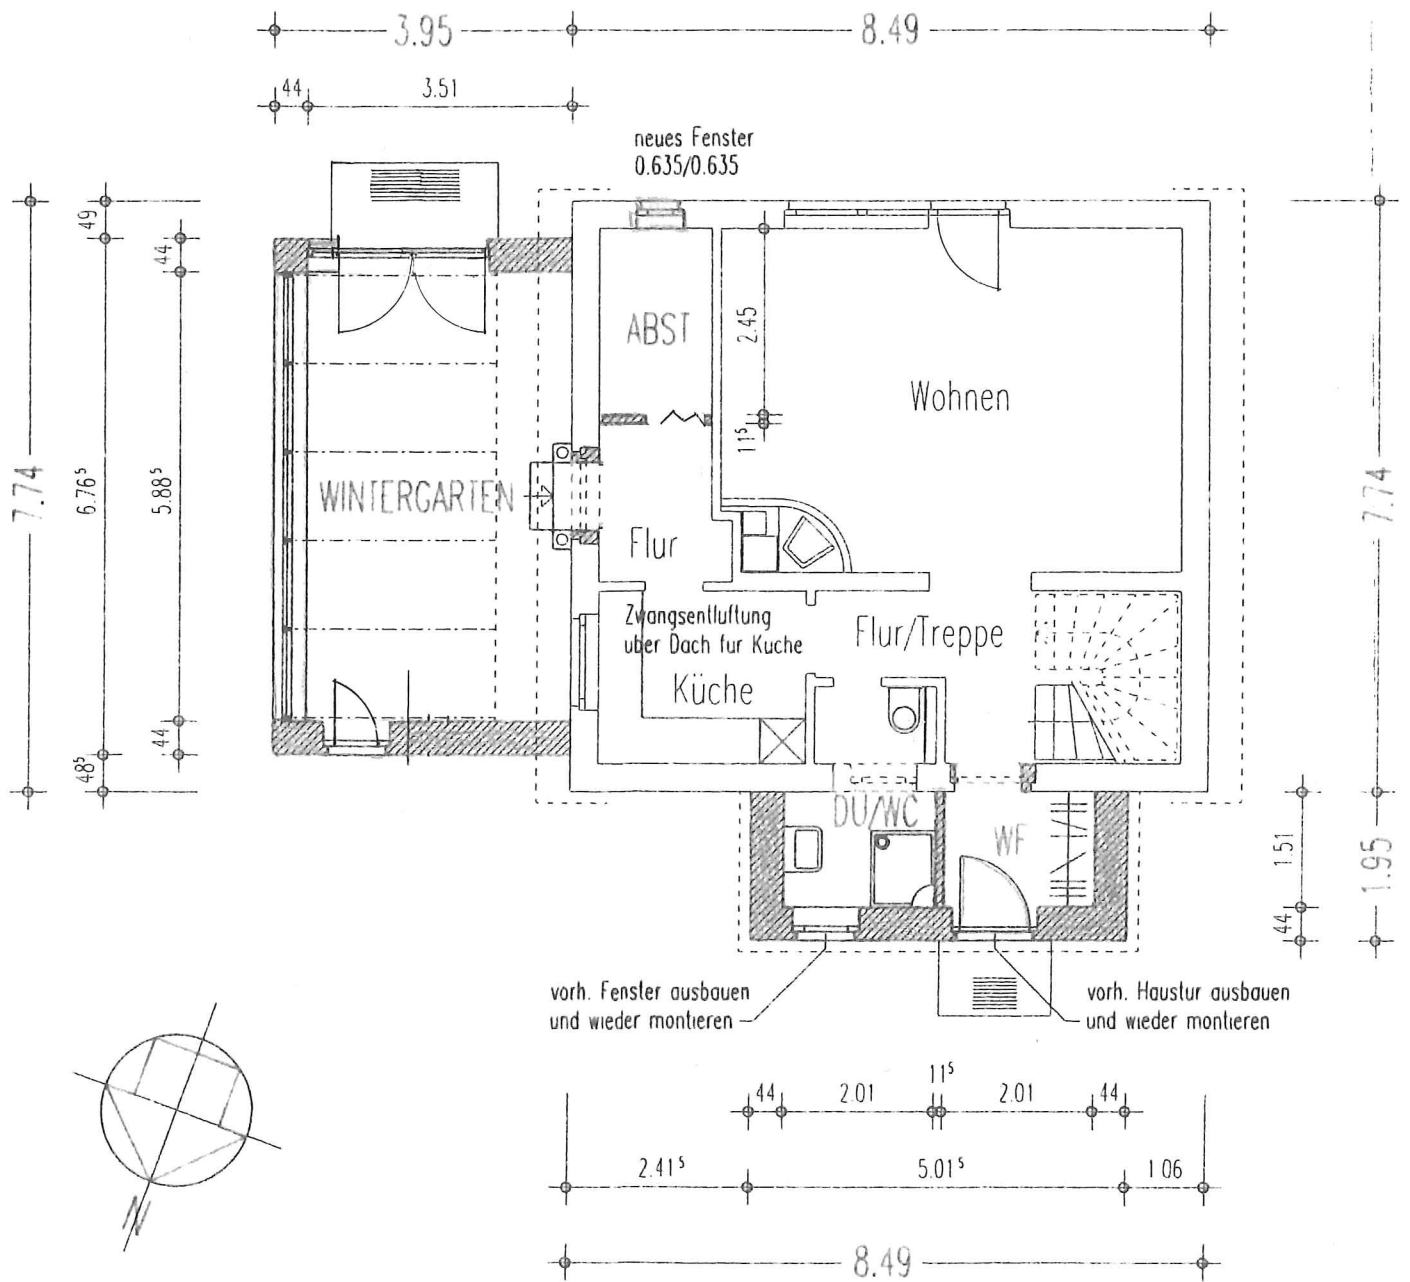 3.95
8.49
44
3.51
neues Fenster
0.635/0.635
49
44
ABST
2.45
Wohnen
11⁵
7.74
6.76⁵
5.88⁵
WINTERGARTEN
7.74
Flur
Zwangsentluftung
uber Dach fur Kuche
Flur/Treppe
Küche
44
48⁵
DU/WC
WF
1.51
1.95
44
vorh. Fenster ausbauen
und wieder montieren
vorh. Haustur ausbauen
und wieder montieren
N
44
2.01
11⁵
2.01
44
2.41⁵
5.01⁵
1 06
8.49